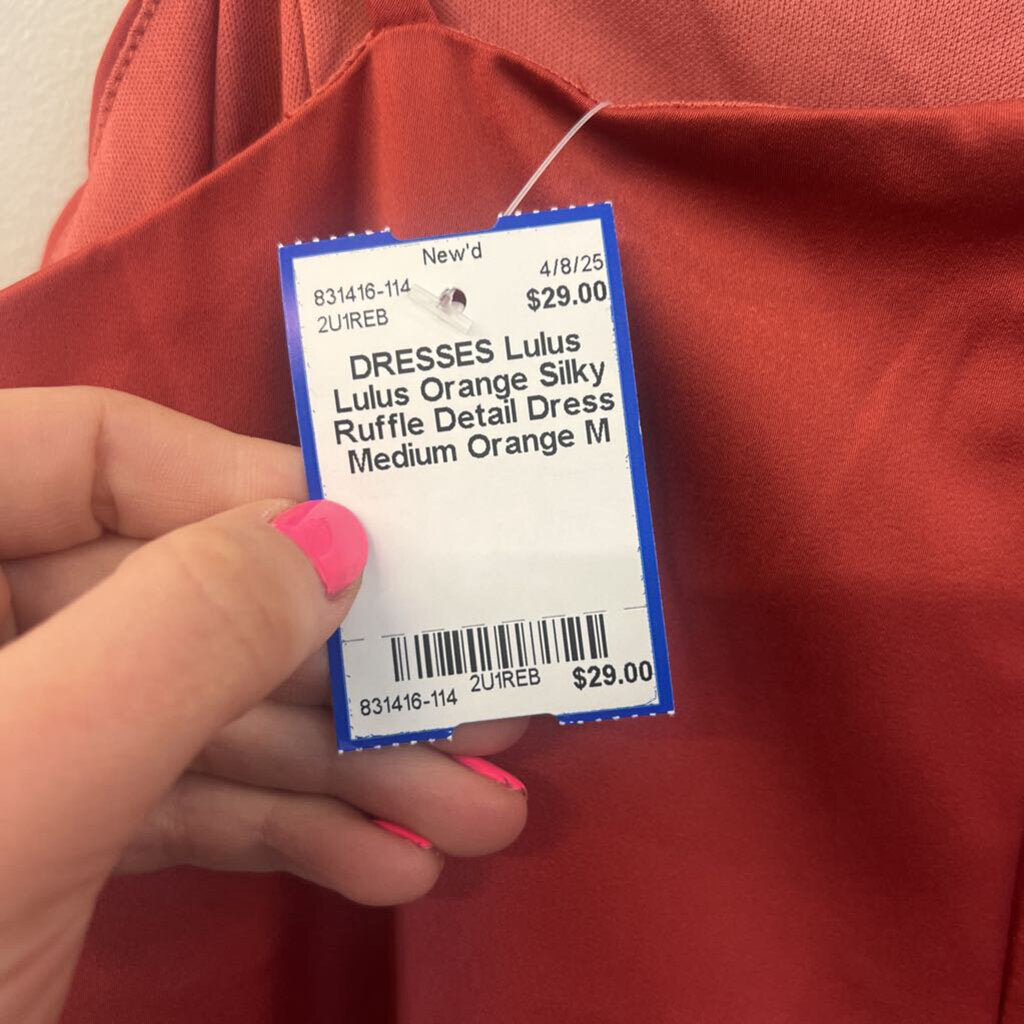 New'd
831416-114 4/8/25
2U1REB $29.00
DRESSES Lulus
Lulus Orange Silky
Ruffle Detail Dress
Medium Orange M
831416-114 2U1REB $29.00